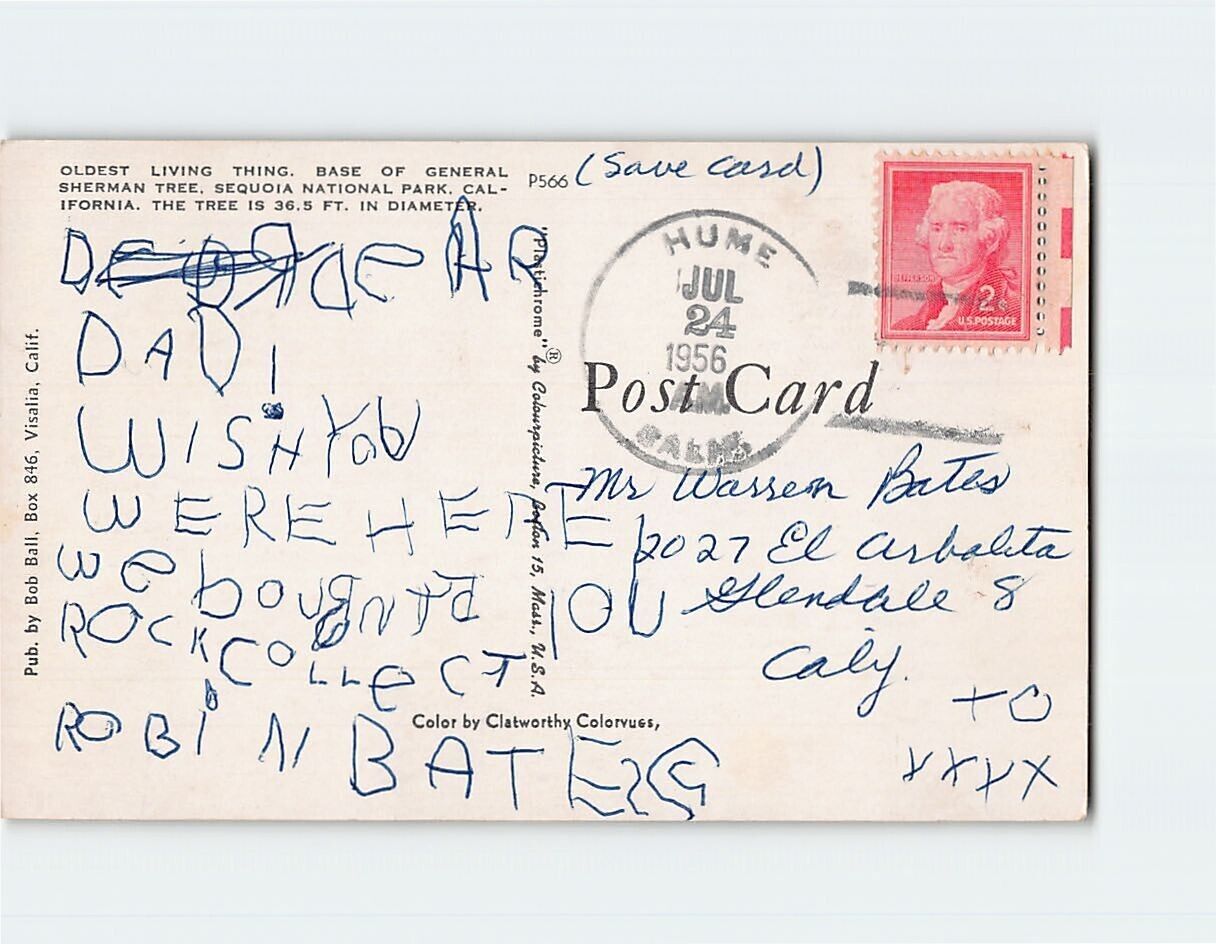 OLDEST LIVING THING. BASE OF GENERAL
SHERMAN TREE, SEQUOIA NATIONAL PARK, CAL-
IFORNIA. THE TREE IS 36.5 FT. IN DIAMETER.
P566
(Save card)
DEAR
DAD I
WISH YOU
WERE HERE
We bOUGHT YOU
ROCK COLLECT
ROBIN BATES
"Plastichrome" ® by Colourpicture, Boston 15, Mass., U.S.A.
Pub. by Bob Ball, Box 846, Visalia, Calif.
Color by Clatworthy Colorvues,
HUME
JUL
24
1956
A.M.
CALIF.
JEFFERSON
2¢
U.S. POSTAGE
Post Card
Mr Warren Bates
2027 El Arbolita
Glendale 8
Calif.
TO
XXXX